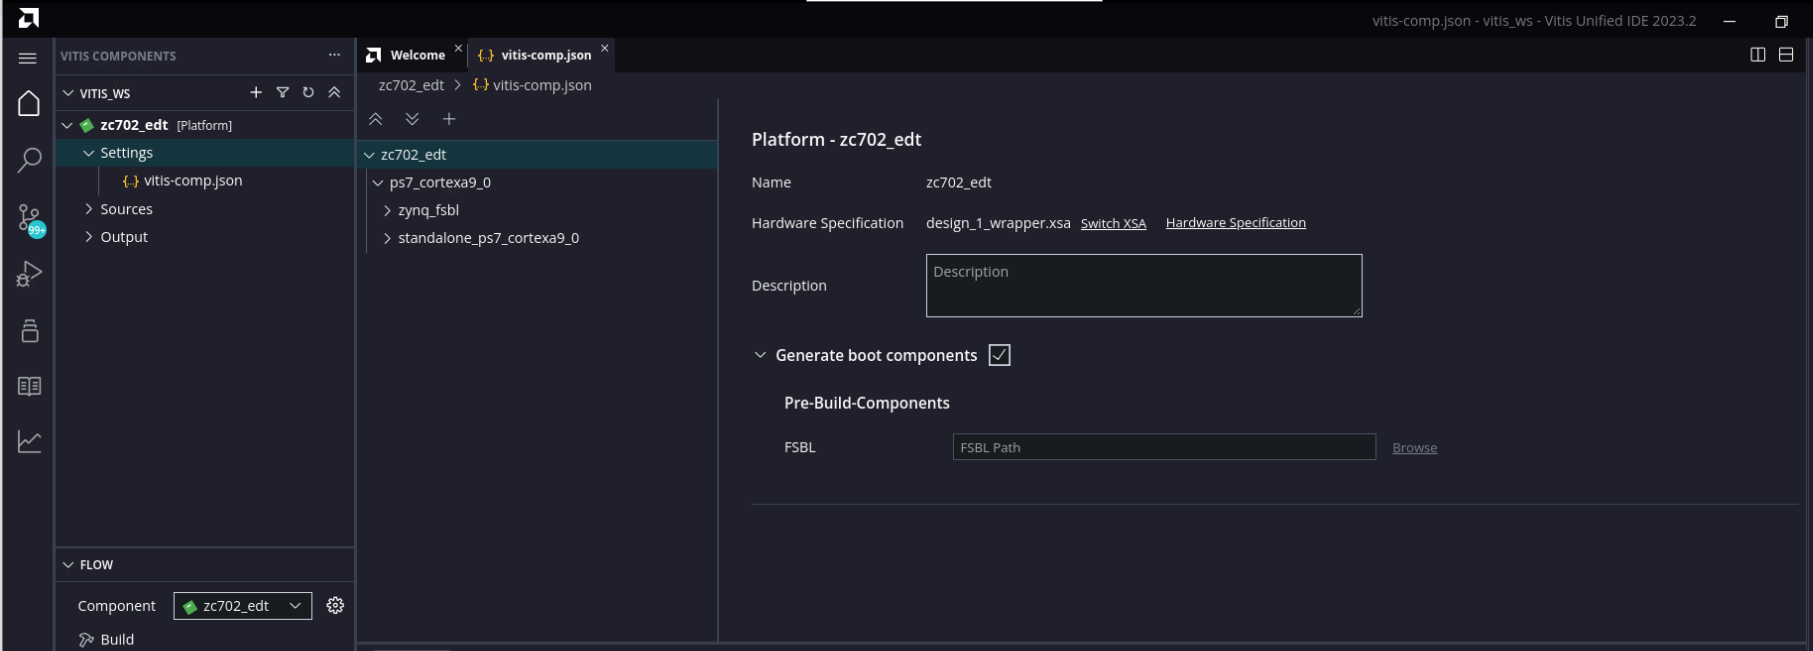 vitis-comp.json - vitis_ws - Vitis Unified IDE 2023.2
VITIS COMPONENTS
VITIS_WS
zc702_edt [Platform]
Settings
{..} vitis-comp.json
Sources
Output
99+
FLOW
Component zc702_edt
Build
Welcome
{..} vitis-comp.json
zc702_edt > {..} vitis-comp.json
zc702_edt
ps7_cortexa9_0
zynq_fsbl
standalone_ps7_cortexa9_0
Platform - zc702_edt
Name zc702_edt
Hardware Specification design_1_wrapper.xsa Switch XSA Hardware Specification
Description Description
Generate boot components
Pre-Build-Components
FSBL FSBL Path Browse